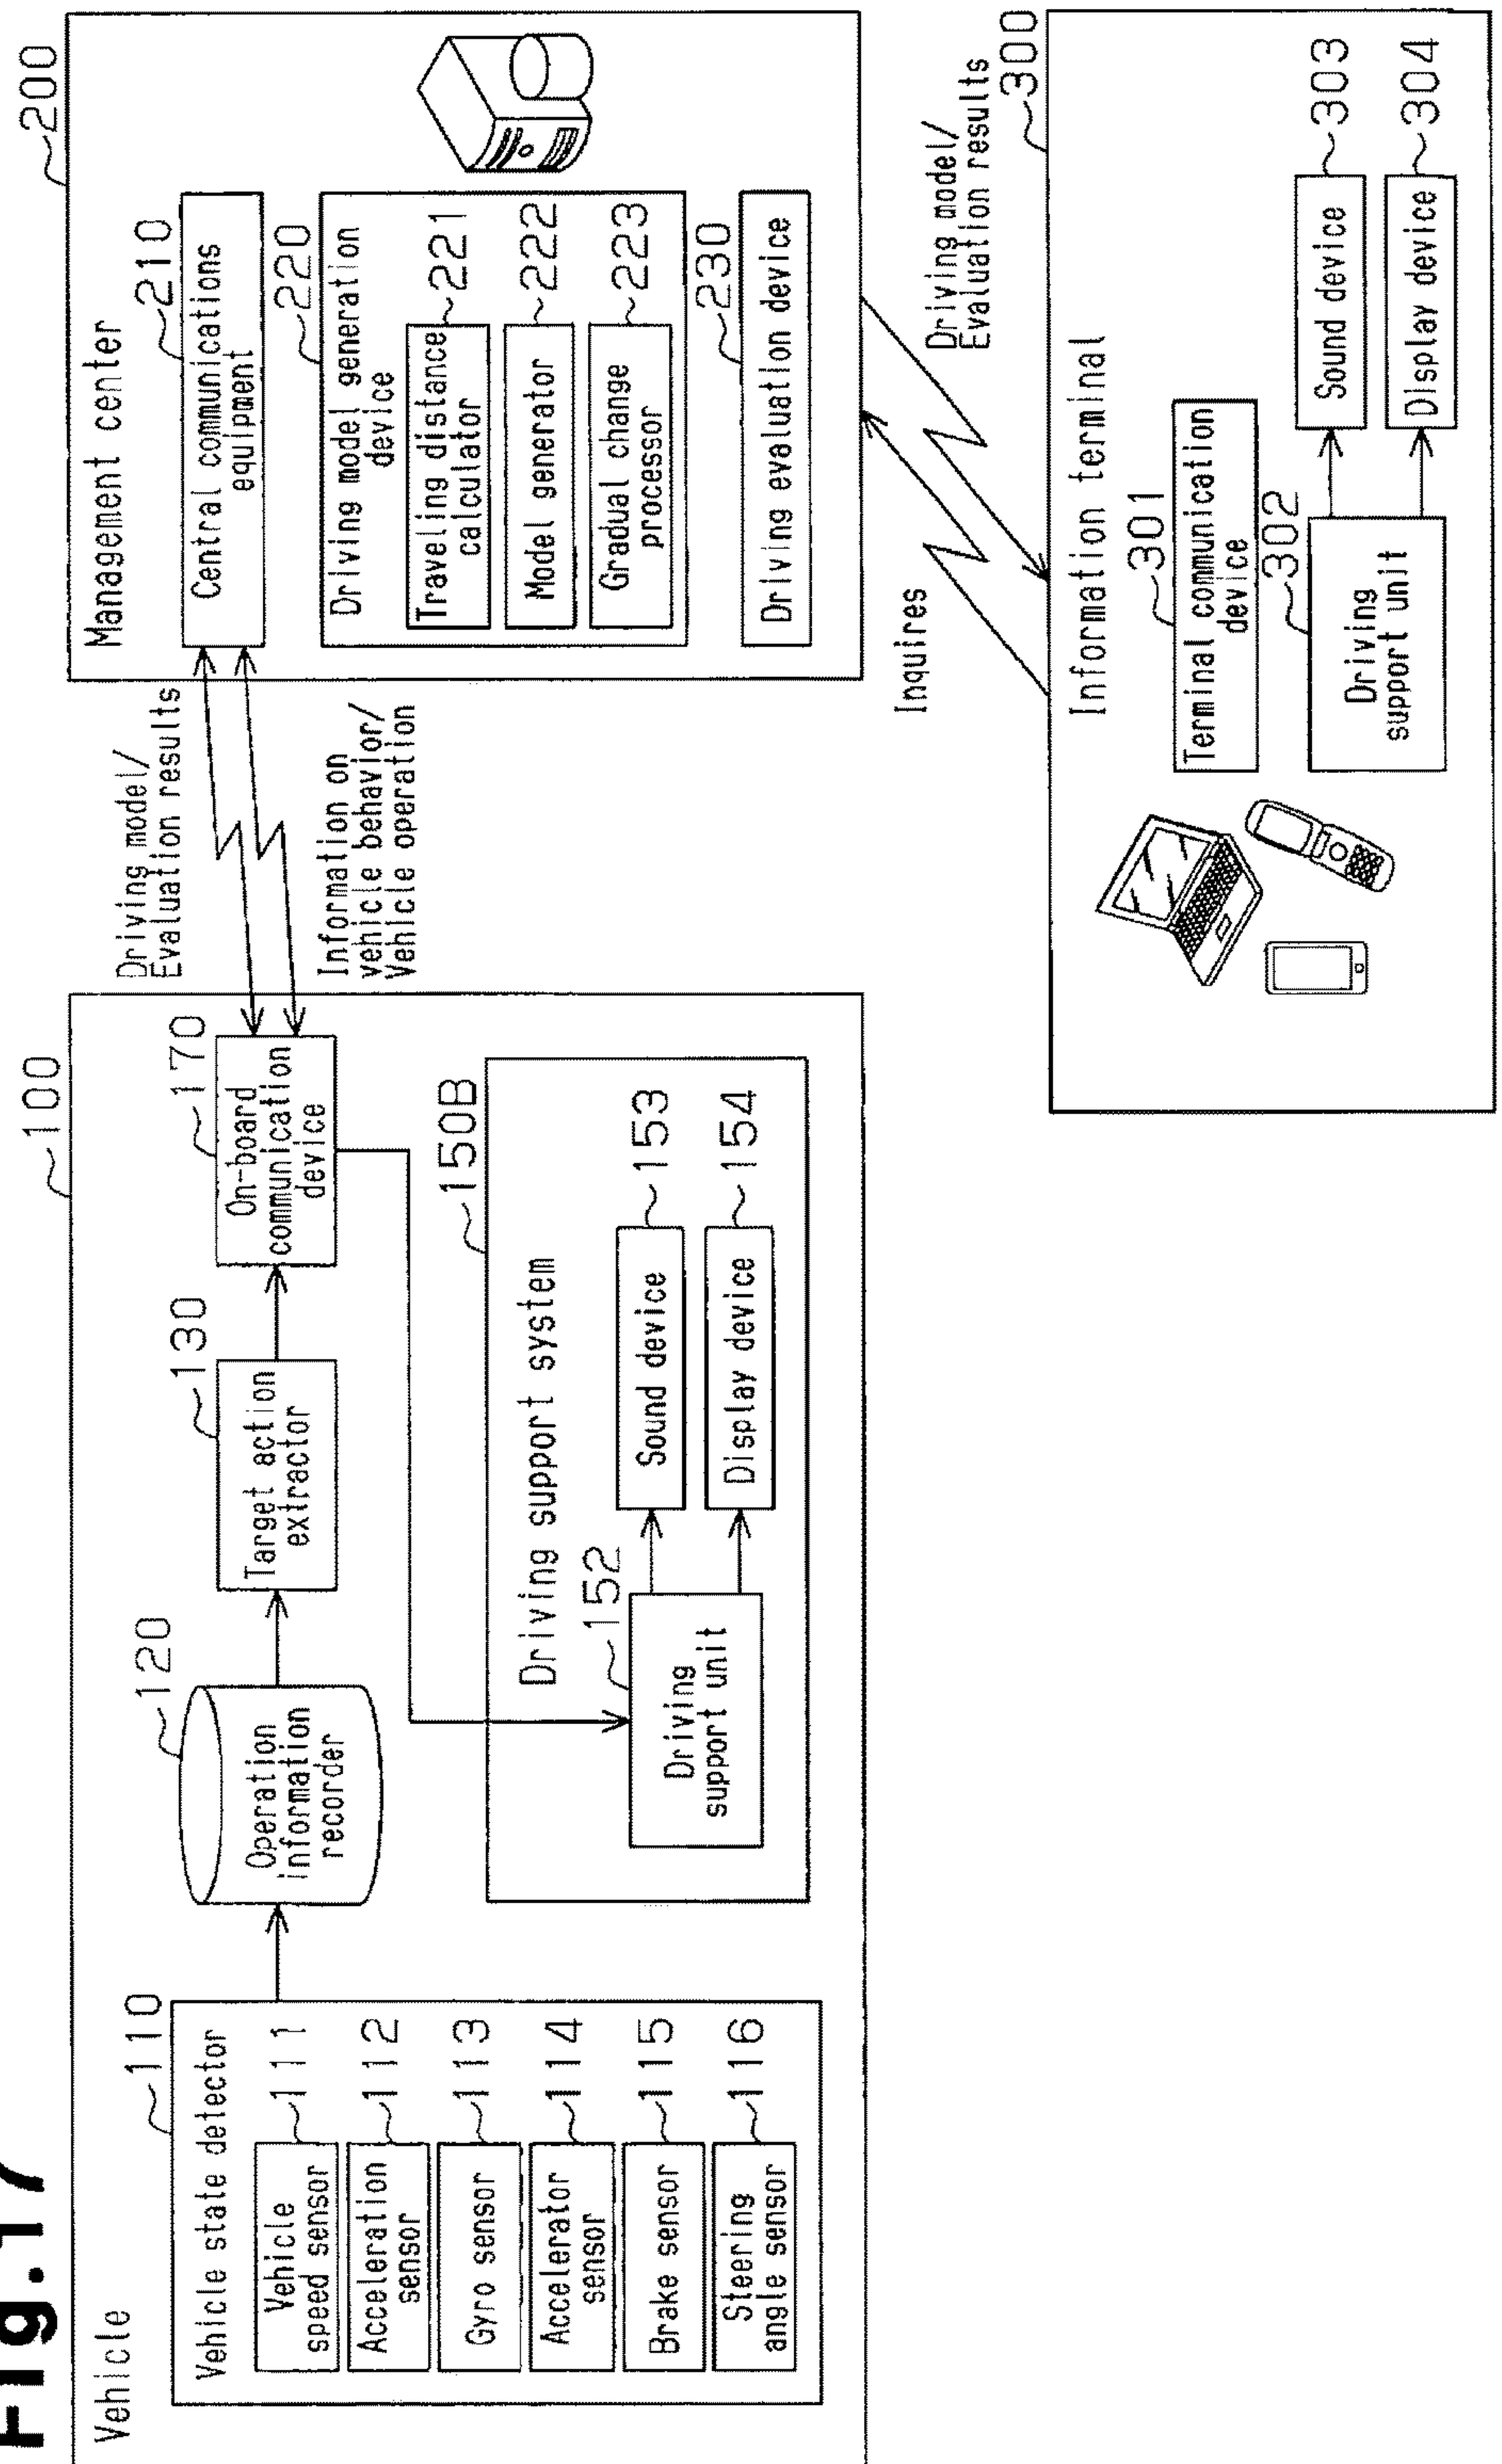 Fig.17
Vehicle
100
Vehicle state detector
110
Vehicle
speed sensor
111
Acceleration
sensor
112
Gyro sensor
113
Accelerator
sensor
114
Brake sensor
115
Steering
angle sensor
116
Operation
information
recorder
120
Target action
extractor
130
On-board
communication
device
170
Driving support system
150B
Driving
support unit
152
Sound device
153
Display device
154
Driving model/
Evaluation results
Information on
vehicle behavior/
Vehicle operation
Management center
200
Central communications
equipment
210
Driving model generation
device
220
Traveling distance
calculator
221
Model generator
222
Gradual change
processor
223
Driving evaluation device
230
Inquires
Driving model/
Evaluation results
Information terminal
300
Terminal communication
device
301
Driving
support unit
302
Sound device
303
Display device
304